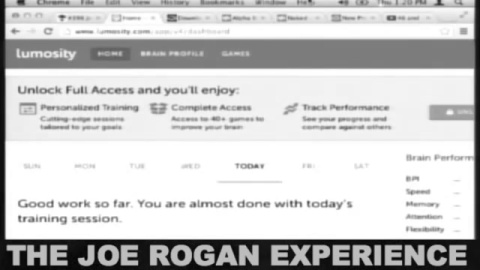 Chrome File Edit View History Bookmarks Window Help
Thu 1:20 PM
www.lumosity.com
lumosity HOME BRAIN PROFILE GAMES
Unlock Full Access and you'll enjoy:
Personalized Training
Cutting-edge sessions
tailored to your goals
Complete Access
Access to 40+ games to
improve your brain
Track Performance
See your progress and
compare against others
SUN MON TUE WED TODAY FRI SAT
Good work so far. You are almost done with today's
training session.
Brain Perform
BPI
Speed
Memory
Attention
Flexibility
THE JOE ROGAN EXPERIENCE